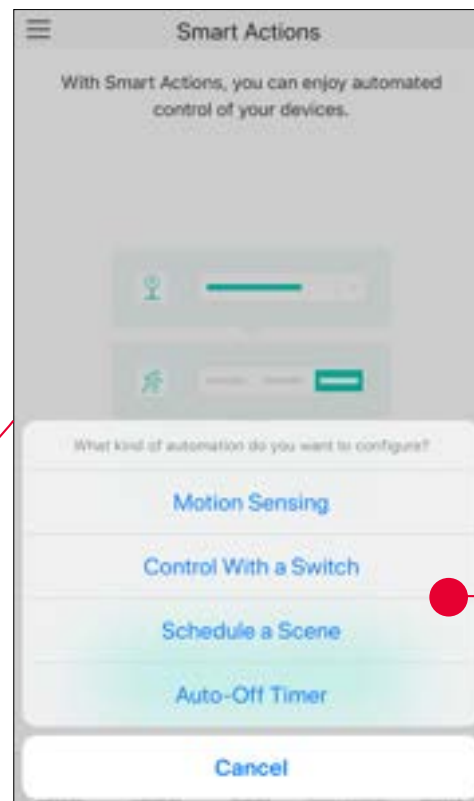 Smart Actions
With Smart Actions, you can enjoy automated
control of your devices.
What kind of automation do you want to configure?
Motion Sensing
Control With a Switch
Schedule a Scene
Auto-Off Timer
Cancel